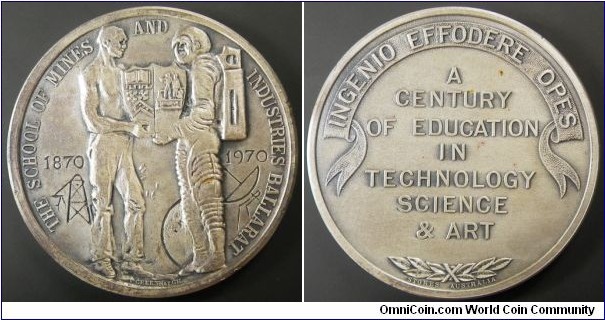 THE SCHOOL OF MINES AND INDUSTRIES BALLARAT
1870
1970
INGENIO EFFODERE OPES
A
CENTURY
OF EDUCATION
IN
TECHNOLOGY
SCIENCE
& ART
STOKES AUSTRALIA
OmniCoin.com World Coin Community